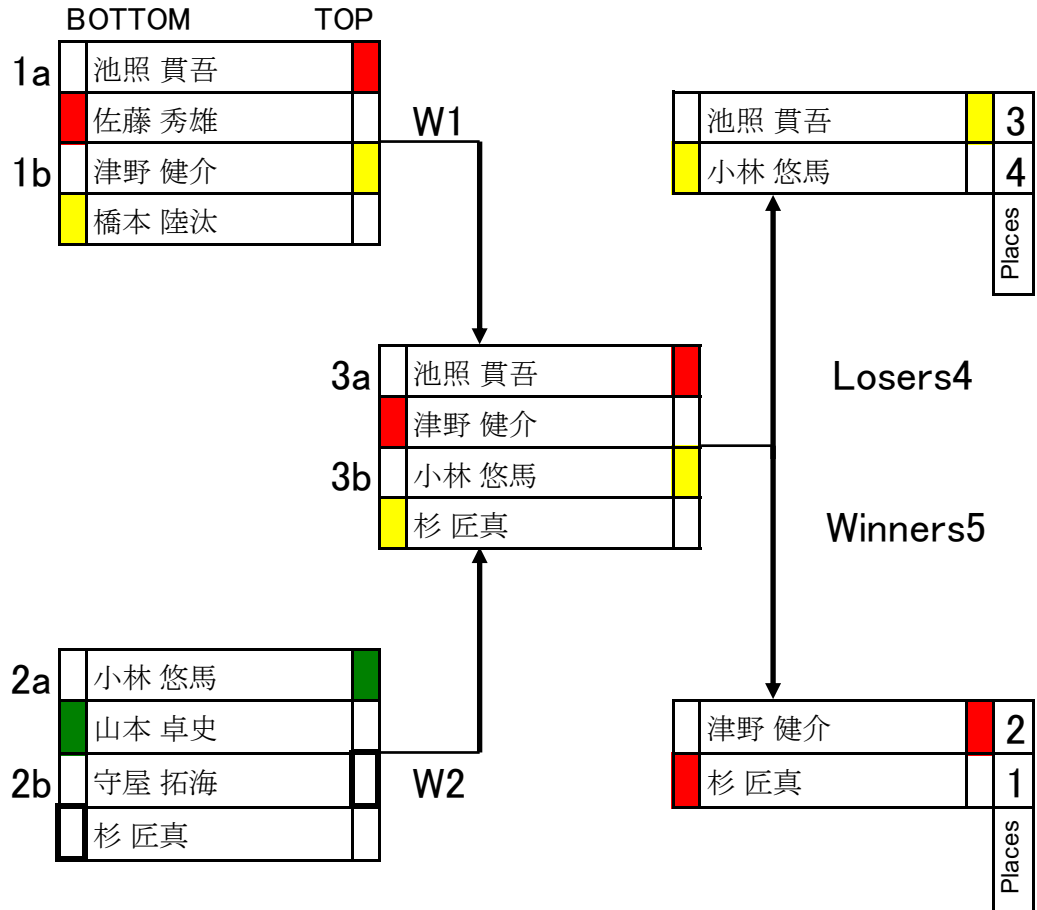 BOTTOM TOP
1a 池照 貫吾
佐藤 秀雄
1b 津野 健介
橋本 陸汰
W1
池照 貫吾 3
小林 悠馬 4
Places
3a 池照 貫吾
津野 健介
3b 小林 悠馬
杉 匠真
Losers4
Winners5
2a 小林 悠馬
山本 卓史
2b 守屋 拓海
杉 匠真
W2
津野 健介 2
杉 匠真 1
Places